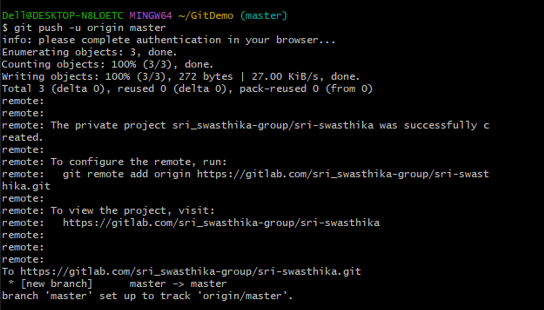 Dell@DESKTOP-N8LOETC MINGW64 ~/GitDemo (master)
$ git push -u origin master
info: please complete authentication in your browser...
Enumerating objects: 3, done.
Counting objects: 100% (3/3), done.
Writing objects: 100% (3/3), 272 bytes | 27.00 KiB/s, done.
Total 3 (delta 0), reused 0 (delta 0), pack-reused 0 (from 0)
remote:
remote:
remote: The private project sri_swasthika-group/sri-swasthika was successfully c
reated.
remote:
remote: To configure the remote, run:
remote:   git remote add origin https://gitlab.com/sri_swasthika-group/sri-swast
hika.git
remote:
remote: To view the project, visit:
remote:   https://gitlab.com/sri_swasthika-group/sri-swasthika
remote:
remote:
remote:
To https://gitlab.com/sri_swasthika-group/sri-swasthika.git
 * [new branch]      master -> master
branch 'master' set up to track 'origin/master'.